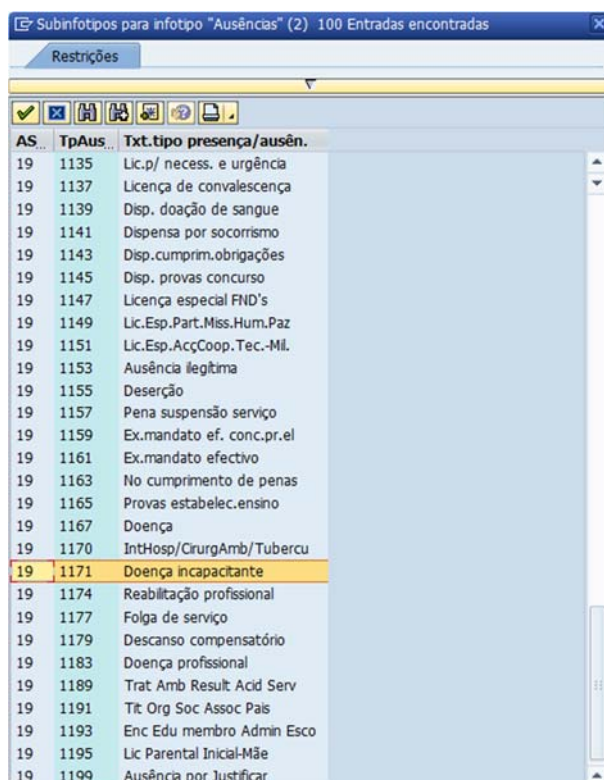 Subinfotipos para infotipo "Ausências" (2) 100 Entradas encontradas
Restrições
AS... TpAus... Txt.tipo presença/ausên.
19 1135 Lic.p/ necess. e urgência
19 1137 Licença de convalescença
19 1139 Disp. doação de sangue
19 1141 Dispensa por socorrismo
19 1143 Disp.cumprim.obrigações
19 1145 Disp. provas concurso
19 1147 Licença especial FND's
19 1149 Lic.Esp.Part.Miss.Hum.Paz
19 1151 Lic.Esp.AcçCoop.Tec.-Mil.
19 1153 Ausência ilegítima
19 1155 Deserção
19 1157 Pena suspensão serviço
19 1159 Ex.mandato ef. conc.pr.el
19 1161 Ex.mandato efectivo
19 1163 No cumprimento de penas
19 1165 Provas estabelec.ensino
19 1167 Doença
19 1170 IntHosp/CirurgAmb/Tubercu
19 1171 Doença incapacitante
19 1174 Reabilitação profissional
19 1177 Folga de serviço
19 1179 Descanso compensatório
19 1183 Doença profissional
19 1189 Trat Amb Result Acid Serv
19 1191 Tit Org Soc Assoc Pais
19 1193 Enc Edu membro Admin Esco
19 1195 Lic Parental Inicial-Mãe
19 1199 Ausência por Justificar